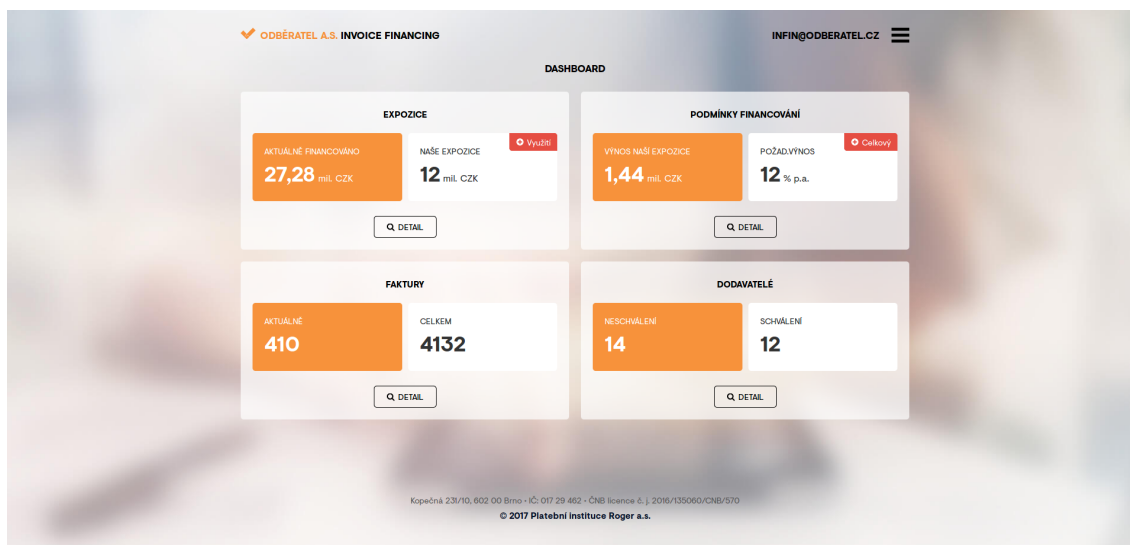 ODBĚRATEL A.S. INVOICE FINANCING
INFIN@ODBERATEL.CZ
DASHBOARD
EXPOZICE
AKTUÁLNĚ FINANCOVÁNO
27,28 mil. CZK
NAŠE EXPOZICE
12 mil. CZK
Využití
DETAIL
PODMÍNKY FINANCOVÁNÍ
VÝNOS NAŠÍ EXPOZICE
1,44 mil. CZK
POŽAD.VÝNOS
12 % p.a.
Celkový
DETAIL
FAKTURY
AKTUÁLNĚ
410
CELKEM
4132
DETAIL
DODAVATELÉ
NESCHVÁLENÍ
14
SCHVÁLENÍ
12
DETAIL
Kopečná 231/10, 602 00 Brno • IČ: 017 29 462 • ČNB licence č. j. 2016/135060/CNB/570
© 2017 Platební instituce Roger a.s.